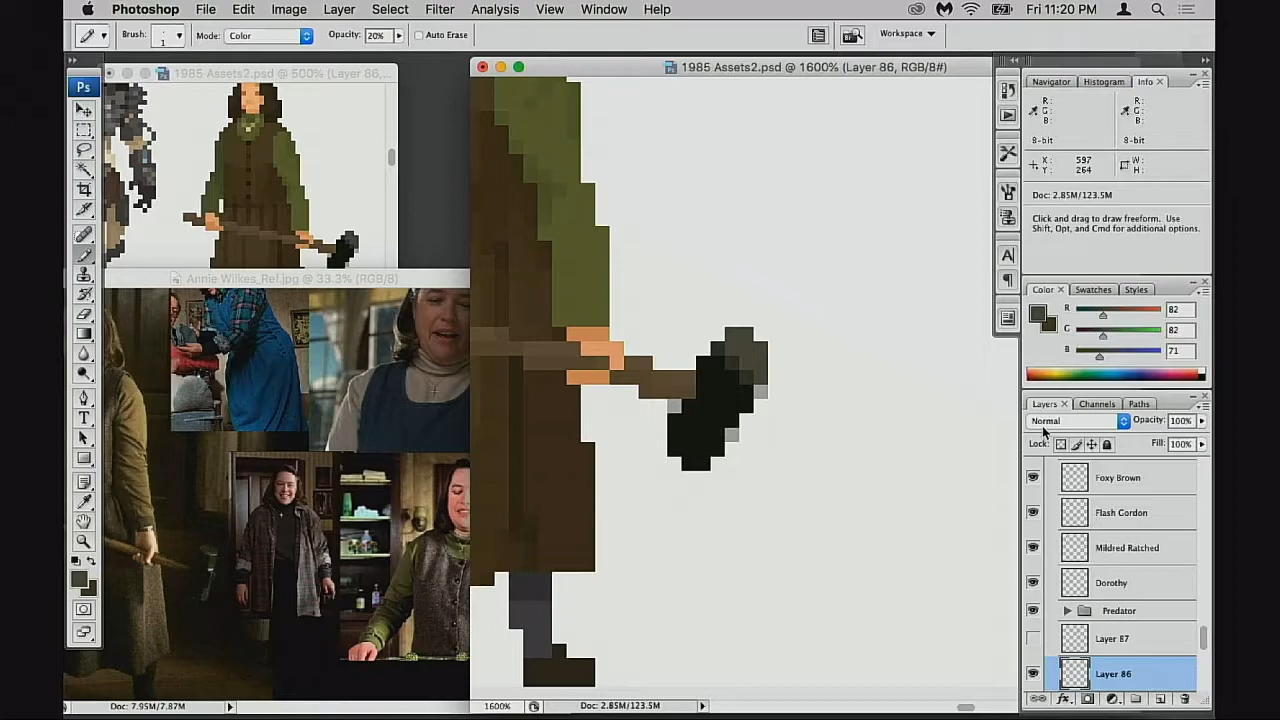 Photoshop File Edit Image Layer Select Filter Analysis View Window Help Fri 11:20 PM
Brush: 1 Mode: Color Opacity: 20% Auto Erase Workspace
1985 Assets2.psd @ 500% (Layer 86,
1985 Assets2.psd @ 1600% (Layer 86, RGB/8#)
Ps
Annie Wilkes_Ref.jpg @ 33.3% (RGB/8)
Doc: 7.95M/7.87M
1600% Doc: 2.85M/123.5M
Navigator Histogram Info
R: R:
G: G:
B: B:
8-bit 8-bit
X: 597 W:
Y: 264 H:
Doc: 2.85M/123.5M
Click and drag to draw freeform. Use
Shift, Opt, and Cmd for additional options.
Color Swatches Styles
R 82
G 82
B 71
Layers Channels Paths
Normal Opacity: 100%
Lock: Fill: 100%
Foxy Brown
Flash Gordon
Mildred Ratched
Dorothy
Predator
Layer 87
Layer 86